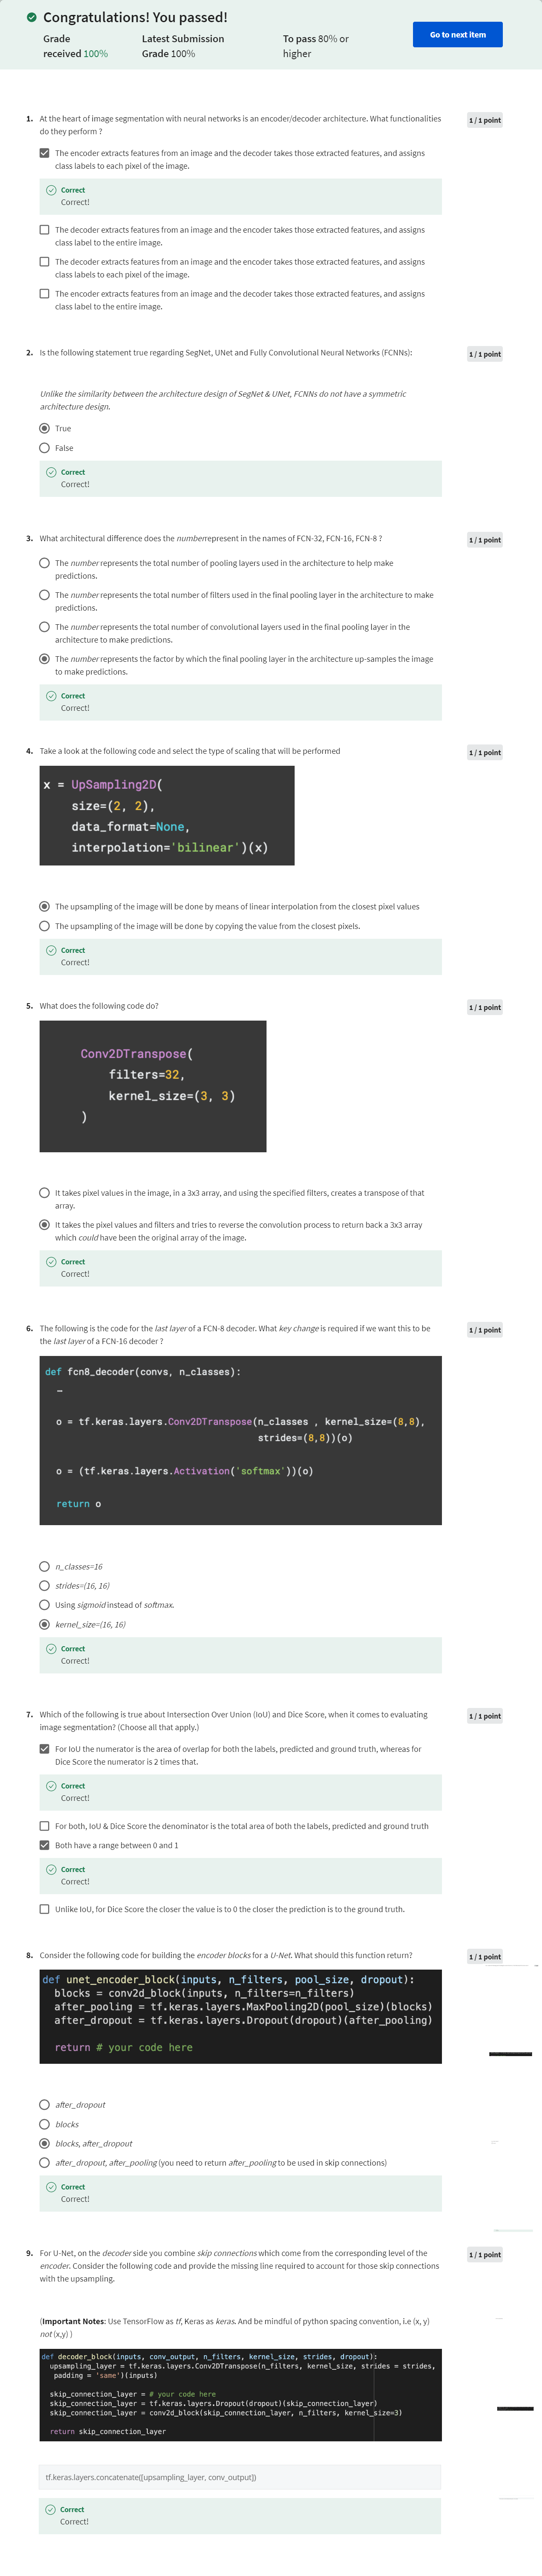 Congratulations! You passed!
Grade
received 100%
Latest Submission
Grade 100%
To pass 80% or
higher
Go to next item
1. At the heart of image segmentation with neural networks is an encoder/decoder architecture. What functionalities
do they perform ?
1 / 1 point
The encoder extracts features from an image and the decoder takes those extracted features, and assigns
class labels to each pixel of the image.
Correct
Correct!
The decoder extracts features from an image and the encoder takes those extracted features, and assigns
class label to the entire image.
The decoder extracts features from an image and the encoder takes those extracted features, and assigns
class labels to each pixel of the image.
The encoder extracts features from an image and the decoder takes those extracted features, and assigns
class label to the entire image.
2. Is the following statement true regarding SegNet, UNet and Fully Convolutional Neural Networks (FCNNs):
1 / 1 point
Unlike the similarity between the architecture design of SegNet & UNet, FCNNs do not have a symmetric
architecture design.
True
False
Correct
Correct!
3. What architectural difference does the numberrepresent in the names of FCN-32, FCN-16, FCN-8 ?
1 / 1 point
The number represents the total number of pooling layers used in the architecture to help make
predictions.
The number represents the total number of filters used in the final pooling layer in the architecture to make
predictions.
The number represents the total number of convolutional layers used in the final pooling layer in the
architecture to make predictions.
The number represents the factor by which the final pooling layer in the architecture up-samples the image
to make predictions.
Correct
Correct!
4. Take a look at the following code and select the type of scaling that will be performed
1 / 1 point
x = UpSampling2D(
size=(2, 2),
data_format=None,
interpolation='bilinear')(x)
The upsampling of the image will be done by means of linear interpolation from the closest pixel values
The upsampling of the image will be done by copying the value from the closest pixels.
Correct
Correct!
5. What does the following code do?
1 / 1 point
Conv2DTranspose(
filters=32,
kernel_size=(3, 3)
)
It takes pixel values in the image, in a 3x3 array, and using the specified filters, creates a transpose of that
array.
It takes the pixel values and filters and tries to reverse the convolution process to return back a 3x3 array
which could have been the original array of the image.
Correct
Correct!
6. The following is the code for the last layer of a FCN-8 decoder. What key change is required if we want this to be
the last layer of a FCN-16 decoder ?
1 / 1 point
def fcn8_decoder(convs, n_classes):
…
o = tf.keras.layers.Conv2DTranspose(n_classes , kernel_size=(8,8),
strides=(8,8))(o)
o = (tf.keras.layers.Activation('softmax'))(o)
return o
n_classes=16
strides=(16, 16)
Using sigmoid instead of softmax.
kernel_size=(16, 16)
Correct
Correct!
7. Which of the following is true about Intersection Over Union (IoU) and Dice Score, when it comes to evaluating
image segmentation? (Choose all that apply.)
1 / 1 point
For IoU the numerator is the area of overlap for both the labels, predicted and ground truth, whereas for
Dice Score the numerator is 2 times that.
Correct
Correct!
For both, IoU & Dice Score the denominator is the total area of both the labels, predicted and ground truth
Both have a range between 0 and 1
Correct
Correct!
Unlike IoU, for Dice Score the closer the value is to 0 the closer the prediction is to the ground truth.
8. Consider the following code for building the encoder blocks for a U-Net. What should this function return?
1 / 1 point
def unet_encoder_block(inputs, n_filters, pool_size, dropout):
blocks = conv2d_block(inputs, n_filters=n_filters)
after_pooling = tf.keras.layers.MaxPooling2D(pool_size)(blocks)
after_dropout = tf.keras.layers.Dropout(dropout)(after_pooling)
return # your code here
after_dropout
blocks
blocks, after_dropout
after_dropout, after_pooling (you need to return after_pooling to be used in skip connections)
Correct
Correct!
9. For U-Net, on the decoder side you combine skip connections which come from the corresponding level of the
encoder. Consider the following code and provide the missing line required to account for those skip connections
with the upsampling.
1 / 1 point
(Important Notes: Use TensorFlow as tf, Keras as keras. And be mindful of python spacing convention, i.e (x, y)
not (x,y) )
def decoder_block(inputs, conv_output, n_filters, kernel_size, strides, dropout):
upsampling_layer = tf.keras.layers.Conv2DTranspose(n_filters, kernel_size, strides = strides,
padding = 'same')(inputs)
skip_connection_layer = # your code here
skip_connection_layer = tf.keras.layers.Dropout(dropout)(skip_connection_layer)
skip_connection_layer = conv2d_block(skip_connection_layer, n_filters, kernel_size=3)
return skip_connection_layer
tf.keras.layers.concatenate([upsampling_layer, conv_output])
Correct
Correct!